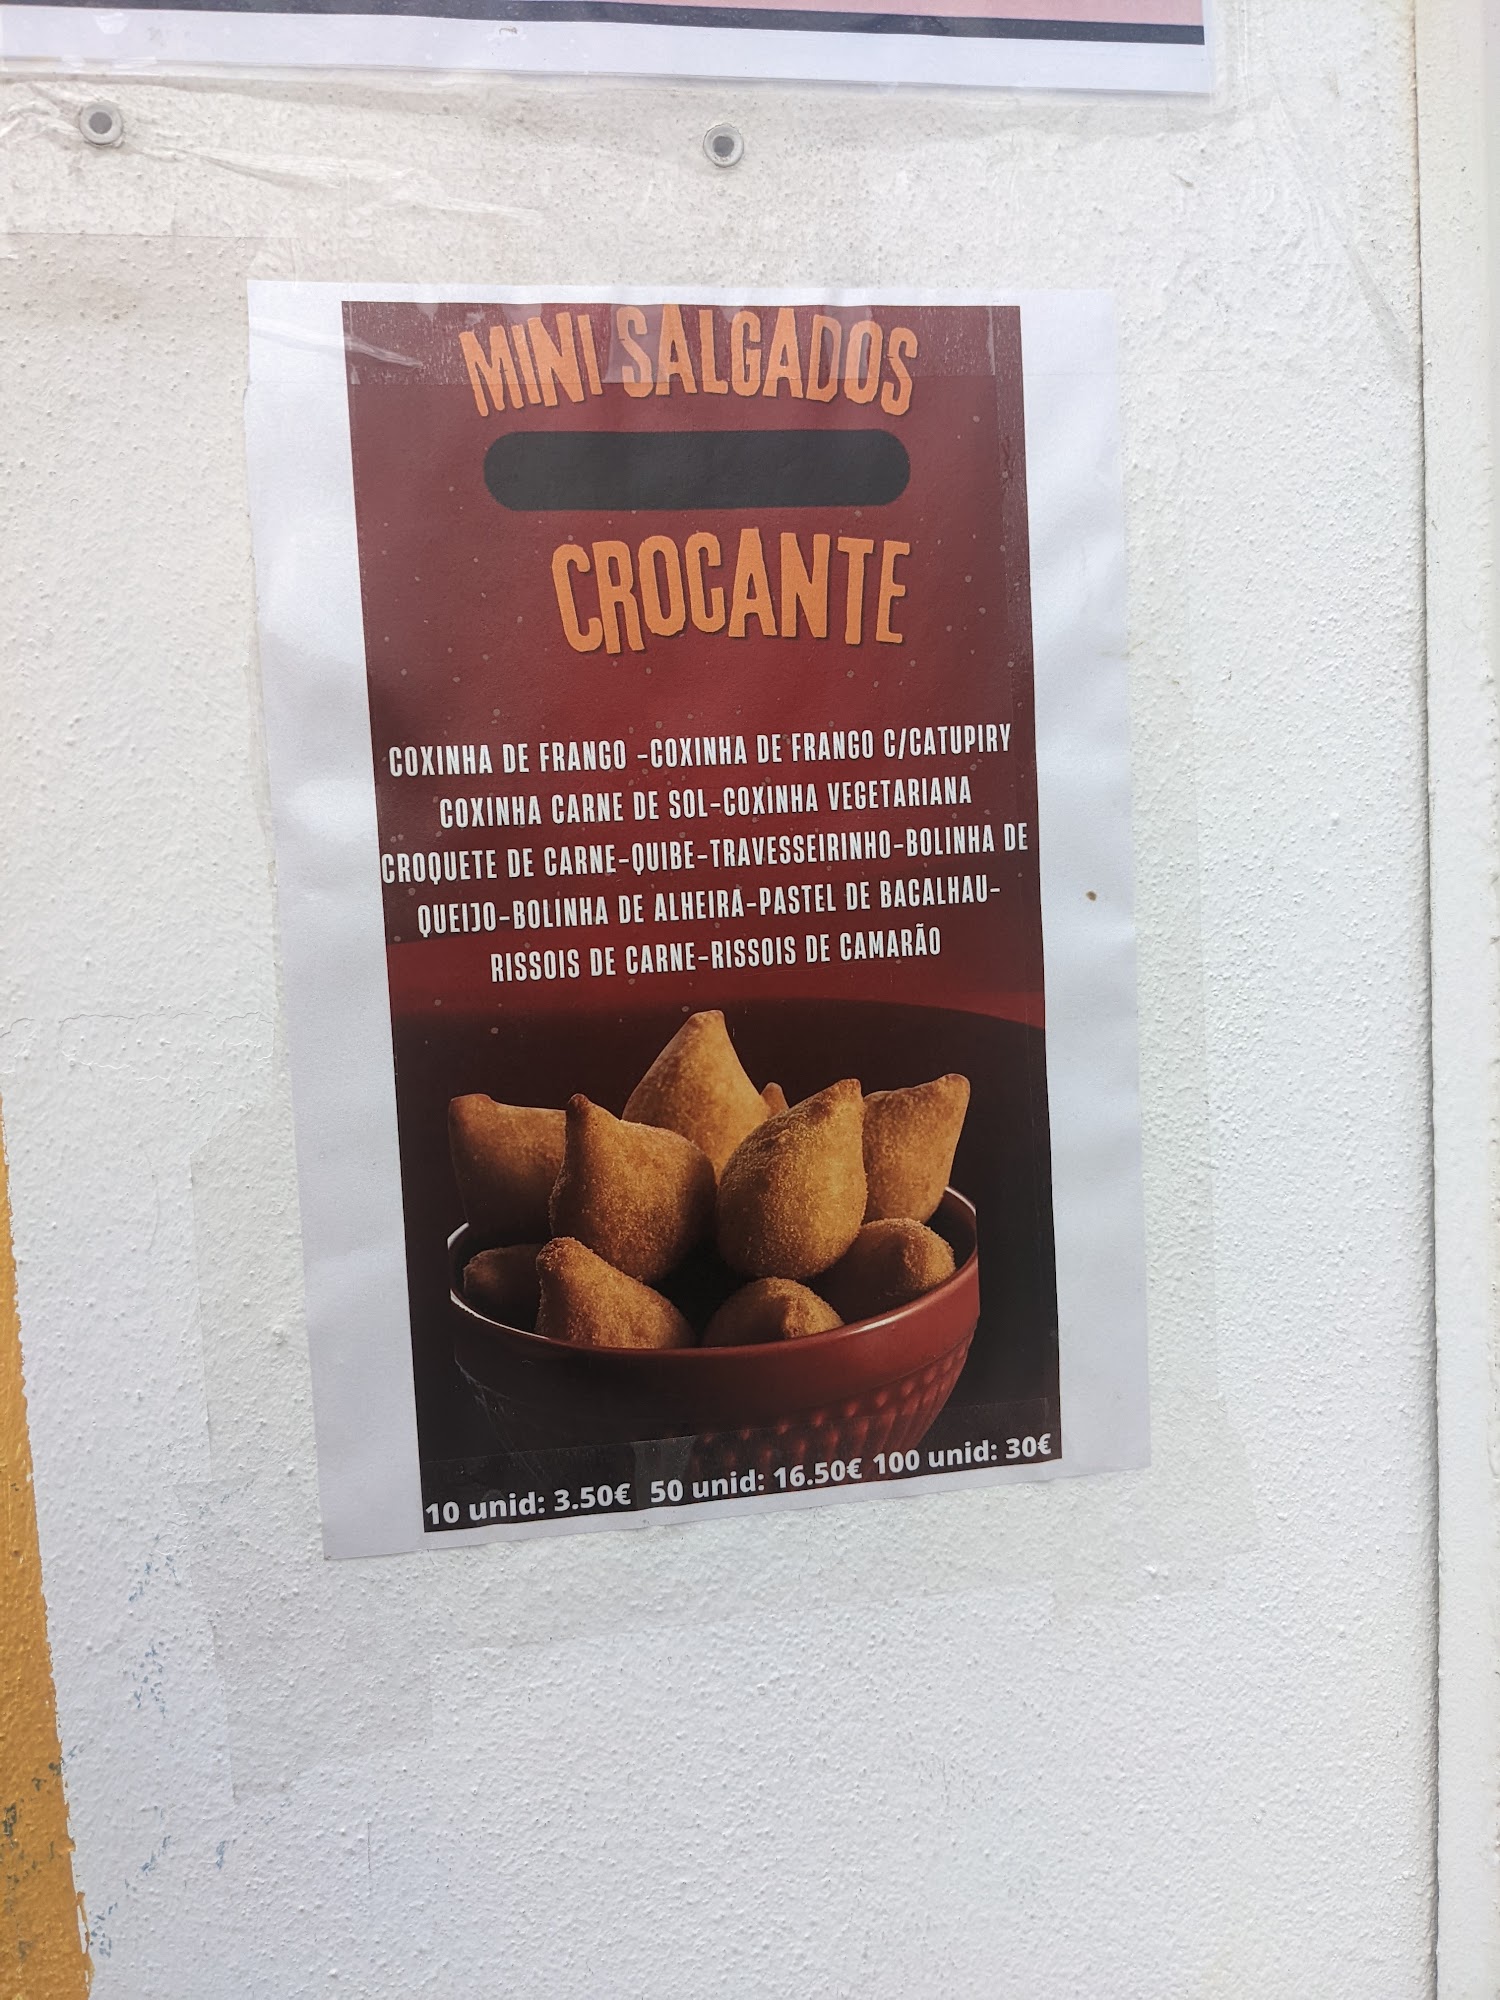 MINI SALGADOS
CROCANTE
COXINHA DE FRANGO -COXINHA DE FRANGO C/CATUPIRY
COXINHA CARNE DE SOL-COXINHA VEGETARIANA
CROQUETE DE CARNE-QUIBE-TRAVESSEIRINHO-BOLINHA DE
QUEIJO-BOLINHA DE ALHEIRA-PASTEL DE BACALHAU-
RISSOIS DE CARNE-RISSOIS DE CAMARÃO
10 unid: 3.50€ 50 unid: 16.50€ 100 unid: 30€